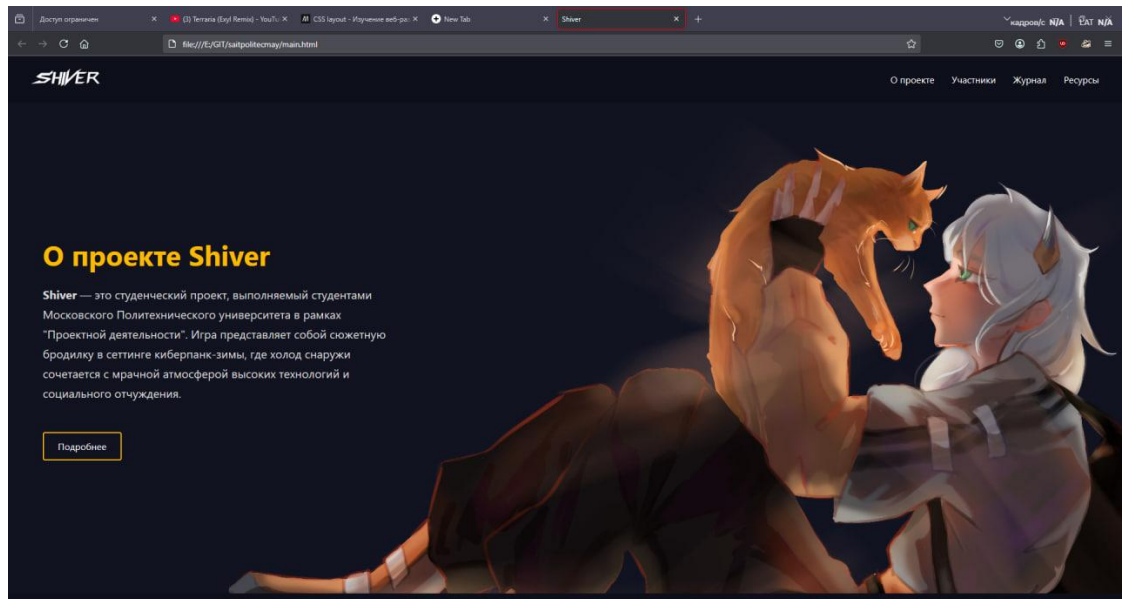 Доступ ограничен
(3) Terraria (Exyl Remix) - YouTu
CSS layout - Изучение веб-раз
New Tab
Shiver
кадров/с N/A | LAT N/A
file:///E:/GIT/saitpolitecmay/main.html
SHIVER
О проекте Участники Журнал Ресурсы
О проекте Shiver
Shiver — это студенческий проект, выполняемый студентами
Московского Политехнического университета в рамках
"Проектной деятельности". Игра представляет собой сюжетную
бродилку в сеттинге киберпанк-зимы, где холод снаружи
сочетается с мрачной атмосферой высоких технологий и
социального отчуждения.
Подробнее